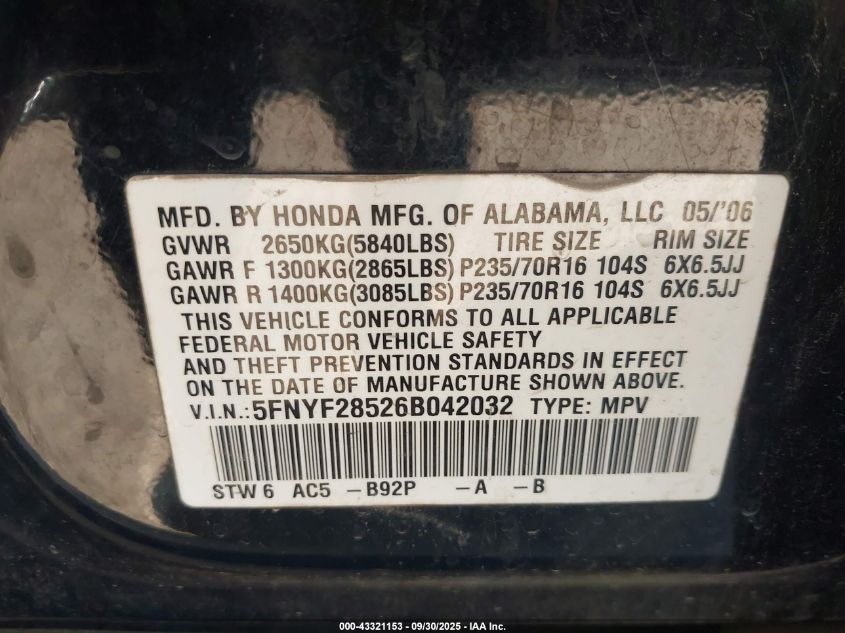 MFD. BY HONDA MFG. OF ALABAMA, LLC 05/'06
GVWR 2650KG(5840LBS) TIRE SIZE RIM SIZE
GAWR F 1300KG(2865LBS) P235/70R16 104S 6X6.5JJ
GAWR R 1400KG(3085LBS) P235/70R16 104S 6X6.5JJ
THIS VEHICLE CONFORMS TO ALL APPLICABLE
FEDERAL MOTOR VEHICLE SAFETY
AND THEFT PREVENTION STANDARDS IN EFFECT
ON THE DATE OF MANUFACTURE SHOWN ABOVE.
V.I.N.:5FNYF28526B042032 TYPE: MPV
STW6 AC5 -B92P -A -B
000-43321153 - 09/30/2025 - IAA Inc.